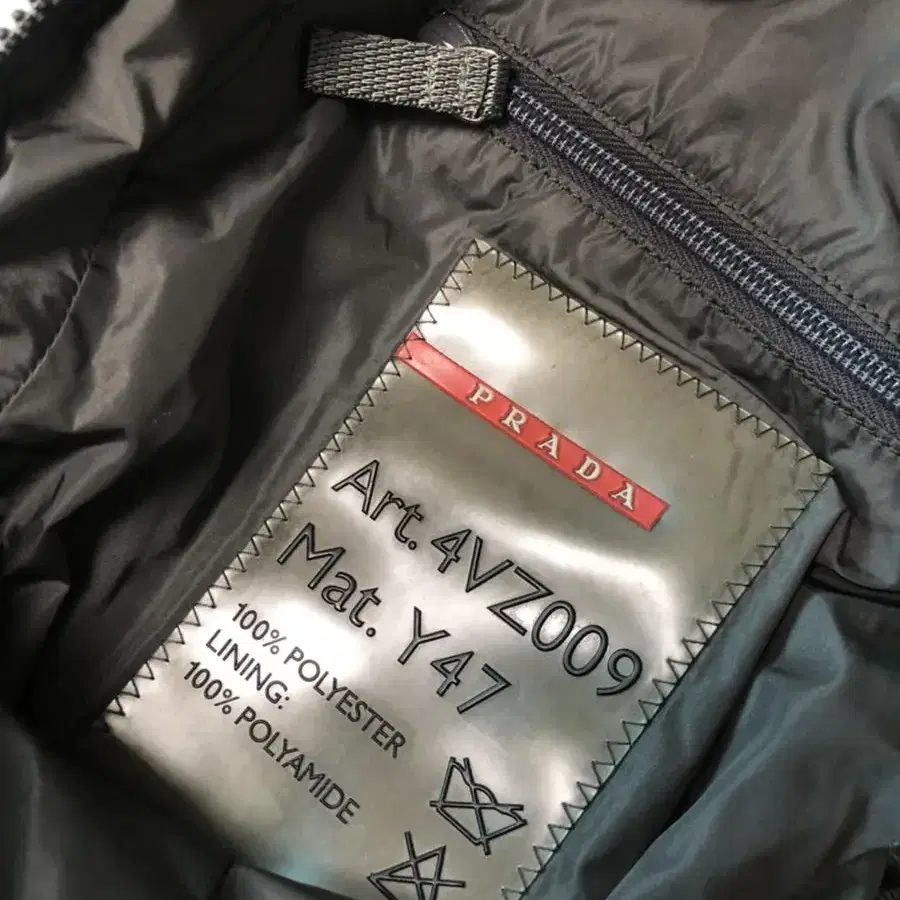 PRADA
Art. 4VZ009
Mat. Y47
100% POLYESTER
LINING:
100% POLYAMIDE